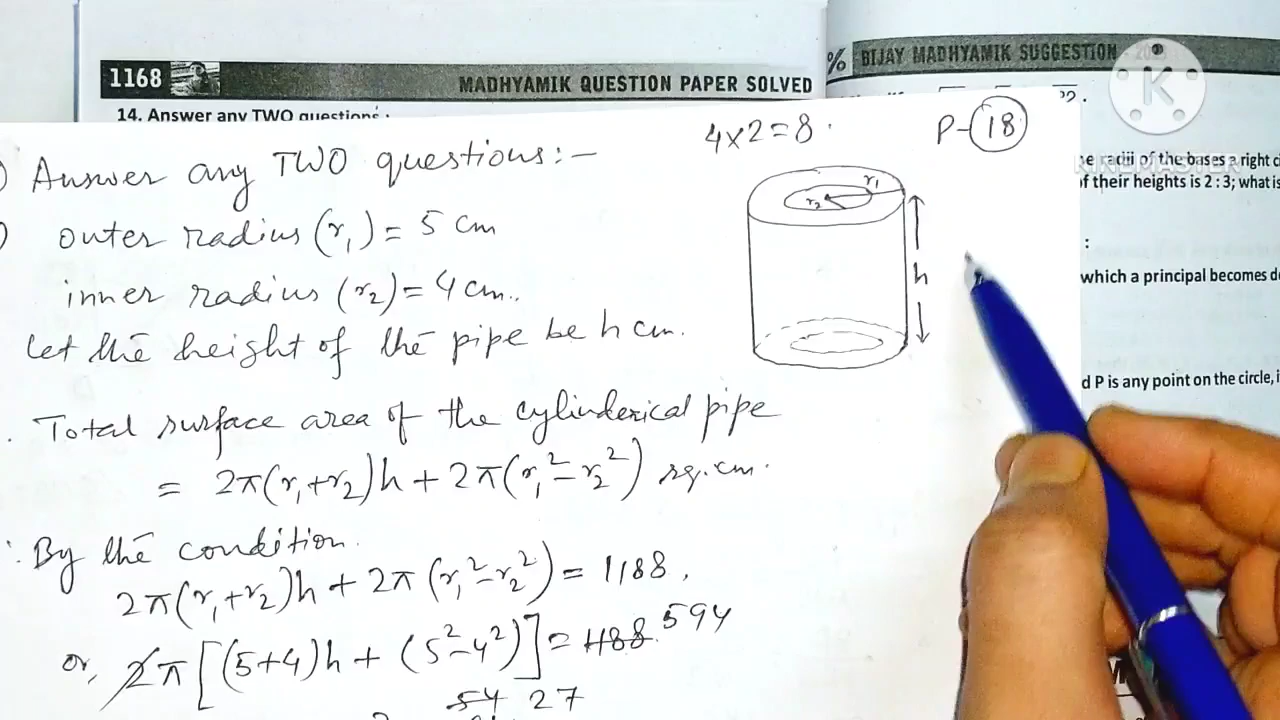 1168 MADHYAMIK QUESTION PAPER SOLVED
% BIJAY MADHYAMIK SUGGESTION
14. Answer any TWO questions :
4×2=8 .
P-18
K
KINEMASTER
Answer any TWO questions:-
outer radius (r₁) = 5 cm
inner radius (r₂) = 4 cm.
Let the height of the pipe be h cm.
r₁
r₂
h
Total surface area of the cylinderical pipe
= 2π(r₁+r₂)h + 2π(r₁²-r₂²) sq.cm.
By the condition.
2π(r₁+r₂)h + 2π(r₁²-r₂²) = 1188,
or, 2π[(5+4)h + (5²-4²)] = 1188 594
54 27
e radii of the bases a right ci
of their heights is 2 : 3; what is
:
which a principal becomes d
d P is any point on the circle, i